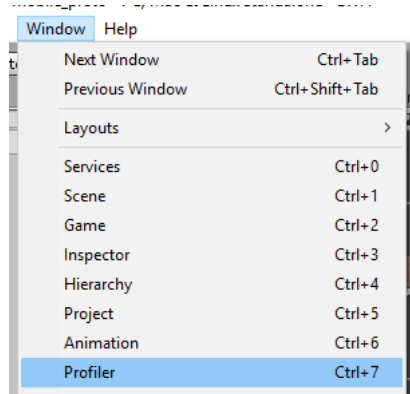 Window Help
Next Window Ctrl+Tab
Previous Window Ctrl+Shift+Tab
Layouts >
Services Ctrl+0
Scene Ctrl+1
Game Ctrl+2
Inspector Ctrl+3
Hierarchy Ctrl+4
Project Ctrl+5
Animation Ctrl+6
Profiler Ctrl+7